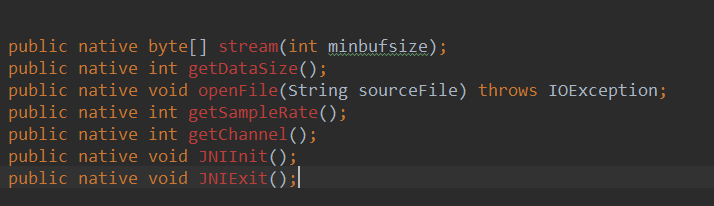 public native byte[] stream(int minbufsize);
public native int getDataSize();
public native void openFile(String sourceFile) throws IOException;
public native int getSampleRate();
public native int getChannel();
public native void JNIInit();
public native void JNIExit();